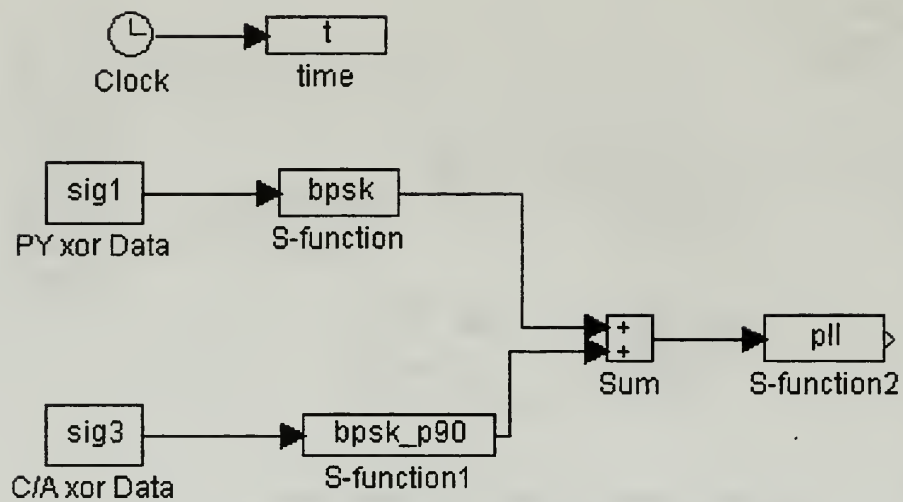 t
Clock
time
sig1
bpsk
PY xor Data
S-function
+
+
pll
Sum
S-function2
sig3
bpsk_p90
C/A xor Data
S-function1